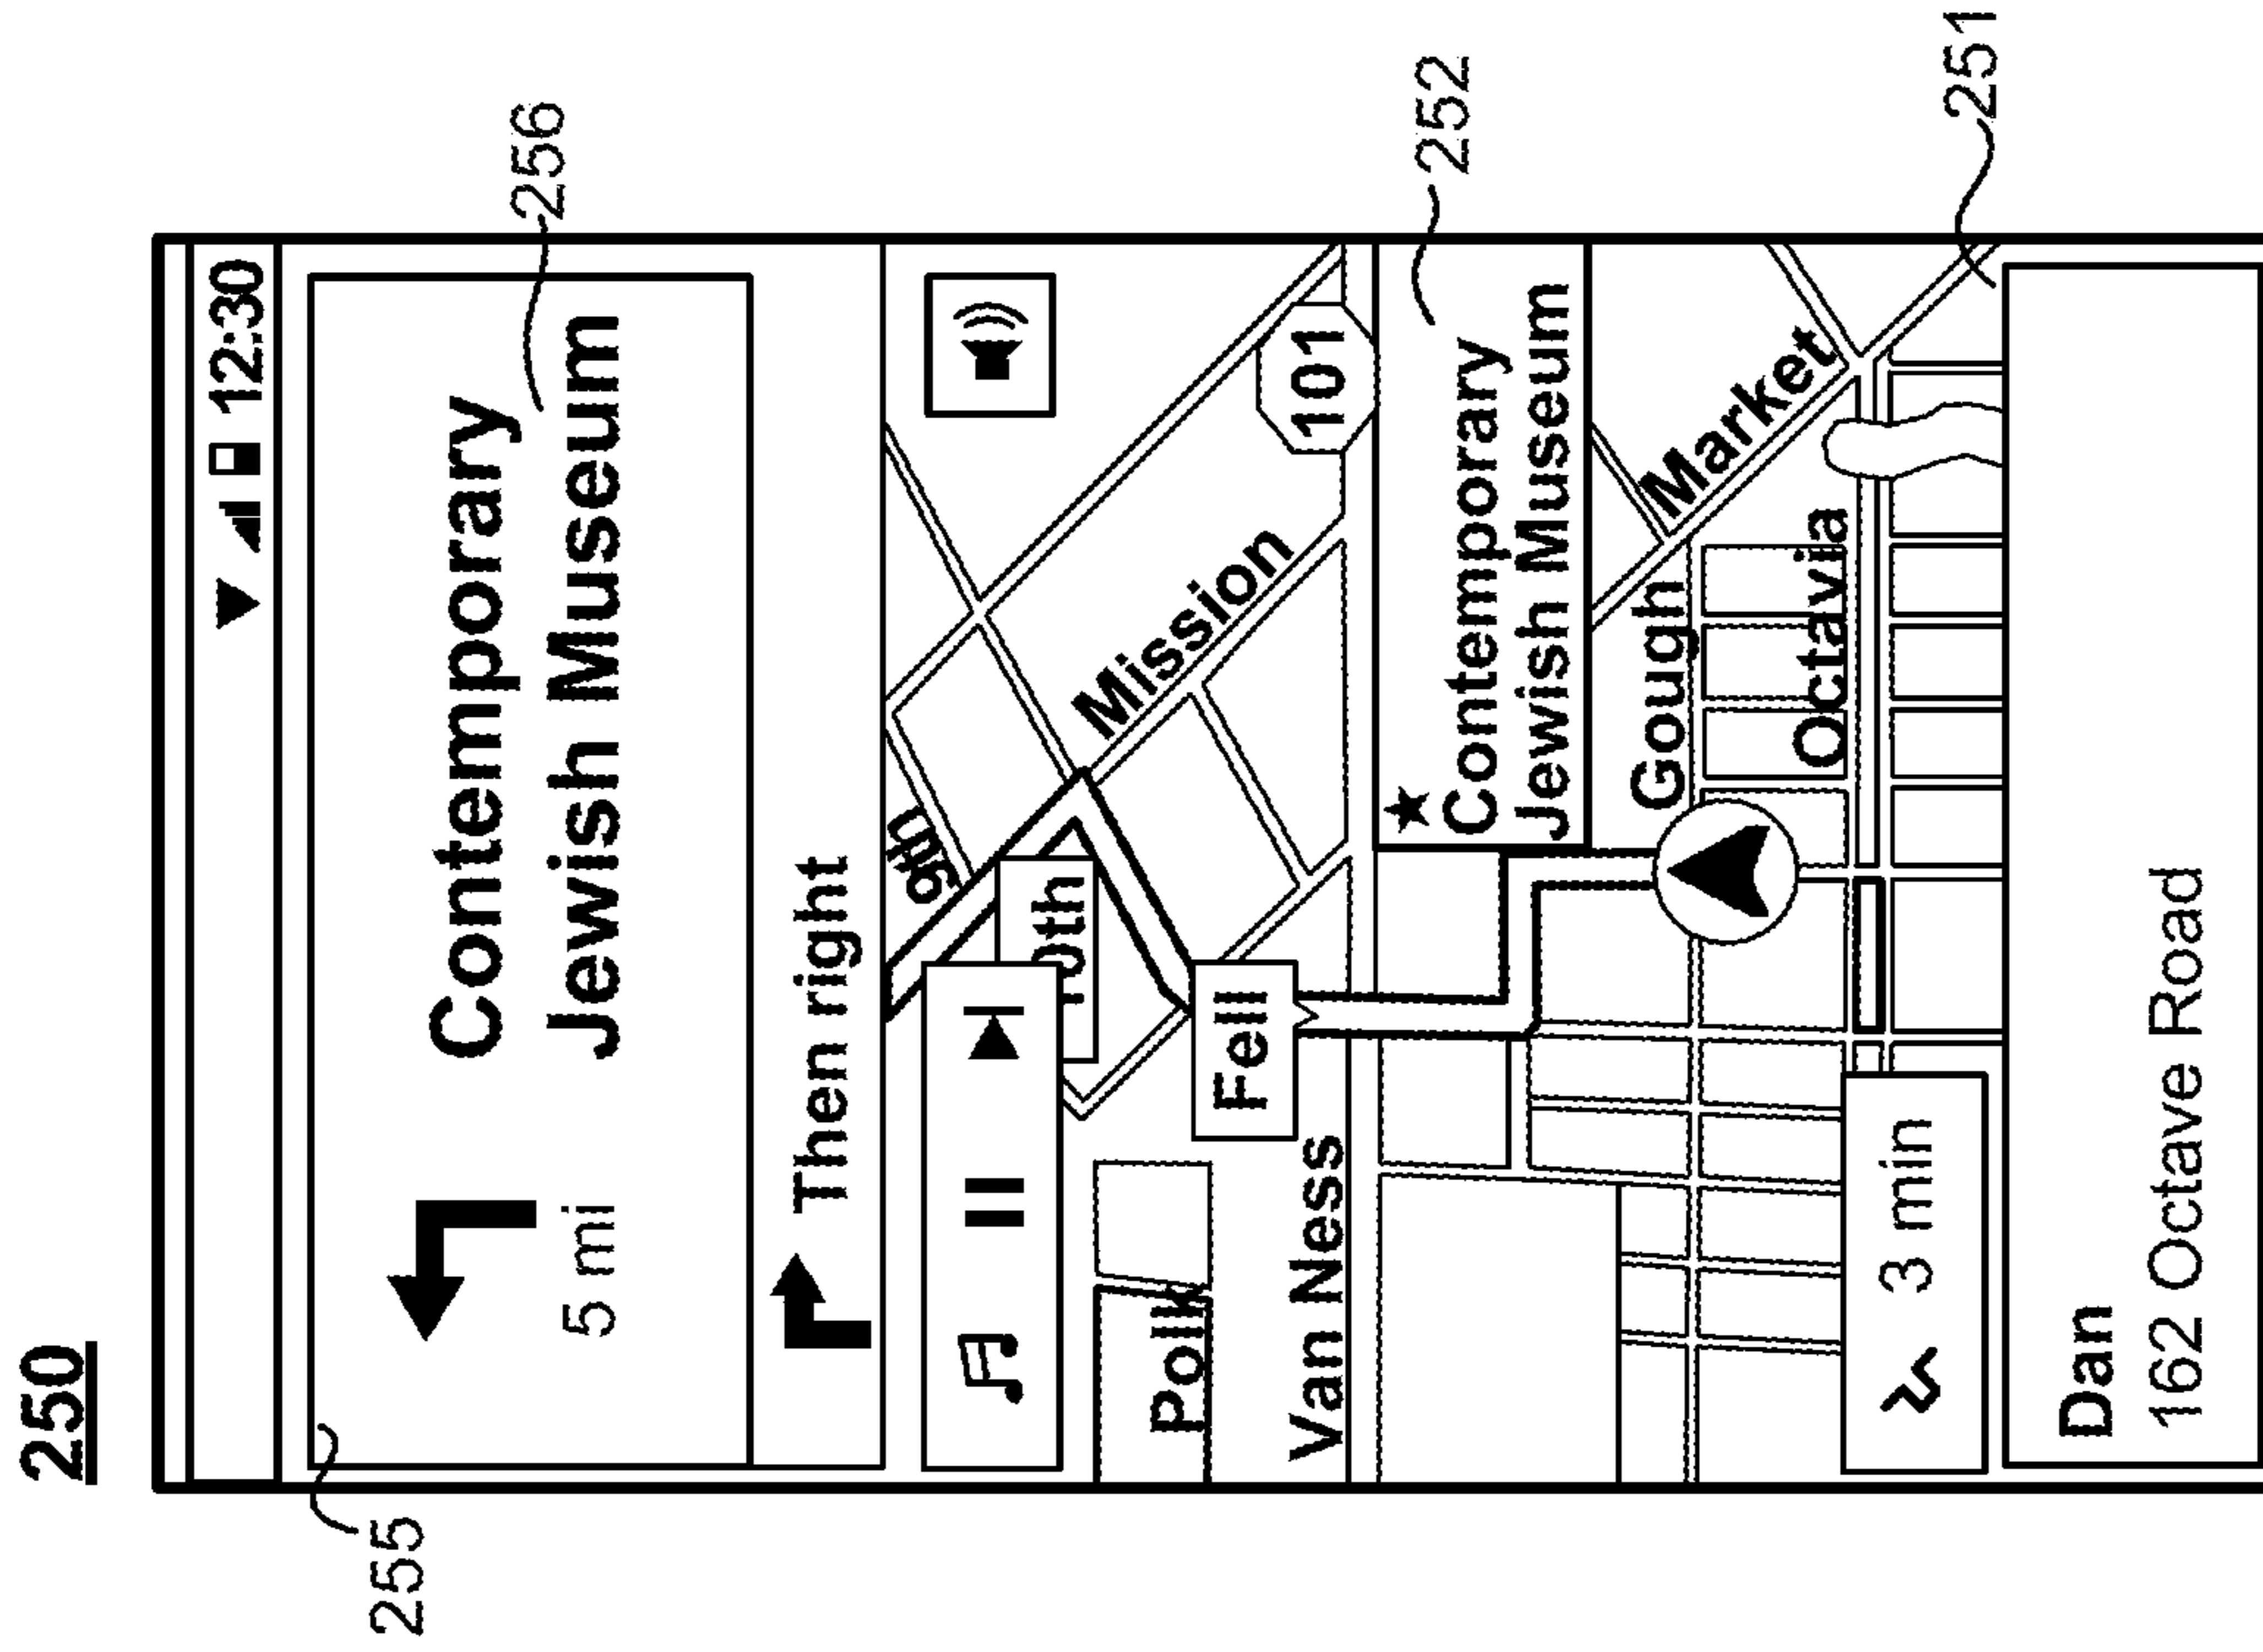 250
12:30
255
256
Contemporary
Jewish Museum
5 mi
Then right
9th
Mission
Fell
101
Polk
Van Ness
252
Contemporary
Jewish Museum
Gough
Market
Octavia
3 min
251
Dan
162 Octave Road